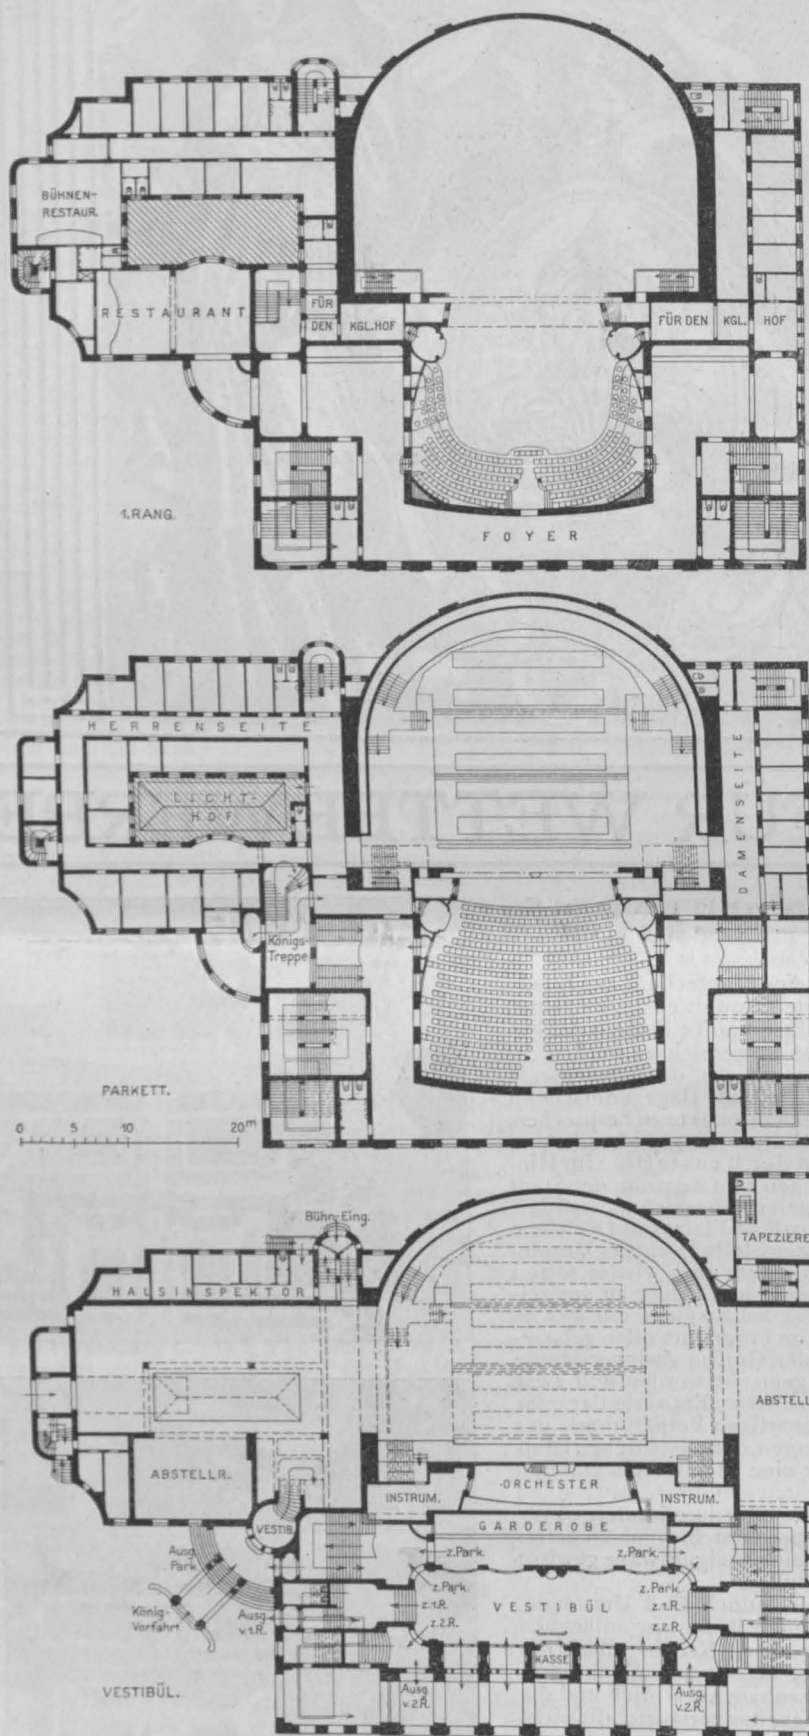 BÜHNEN-
RESTAUR.
RESTAURANT
FÜR
DEN
KGL.HOF
FÜR DEN
KGL.
HOF
1.RANG
FOYER
HERRENSEITE
LICHT-
HOF
DAMENSEITE
Königs-
Treppe
PARKETT.
0 5 10 20m
Bühn-Eing.
TAPEZIERE
HAUSINSPEKTOR
ABSTELL
ABSTELLR.
INSTRUM.
ORCHESTER
INSTRUM.
VESTIB.
GARDEROBE
Ausg.
Park.
z.Park.
z.Park.
z.Park.
z.1.R.
z.2.R.
VESTIBÜL
z.Park.
z.1.R.
z.2.R.
König-
Vorfahrt
Ausg.
v.1.R.
KASSE
Ausg.
v.2.R.
Ausg.
v.2.R.
VESTIBÜL.